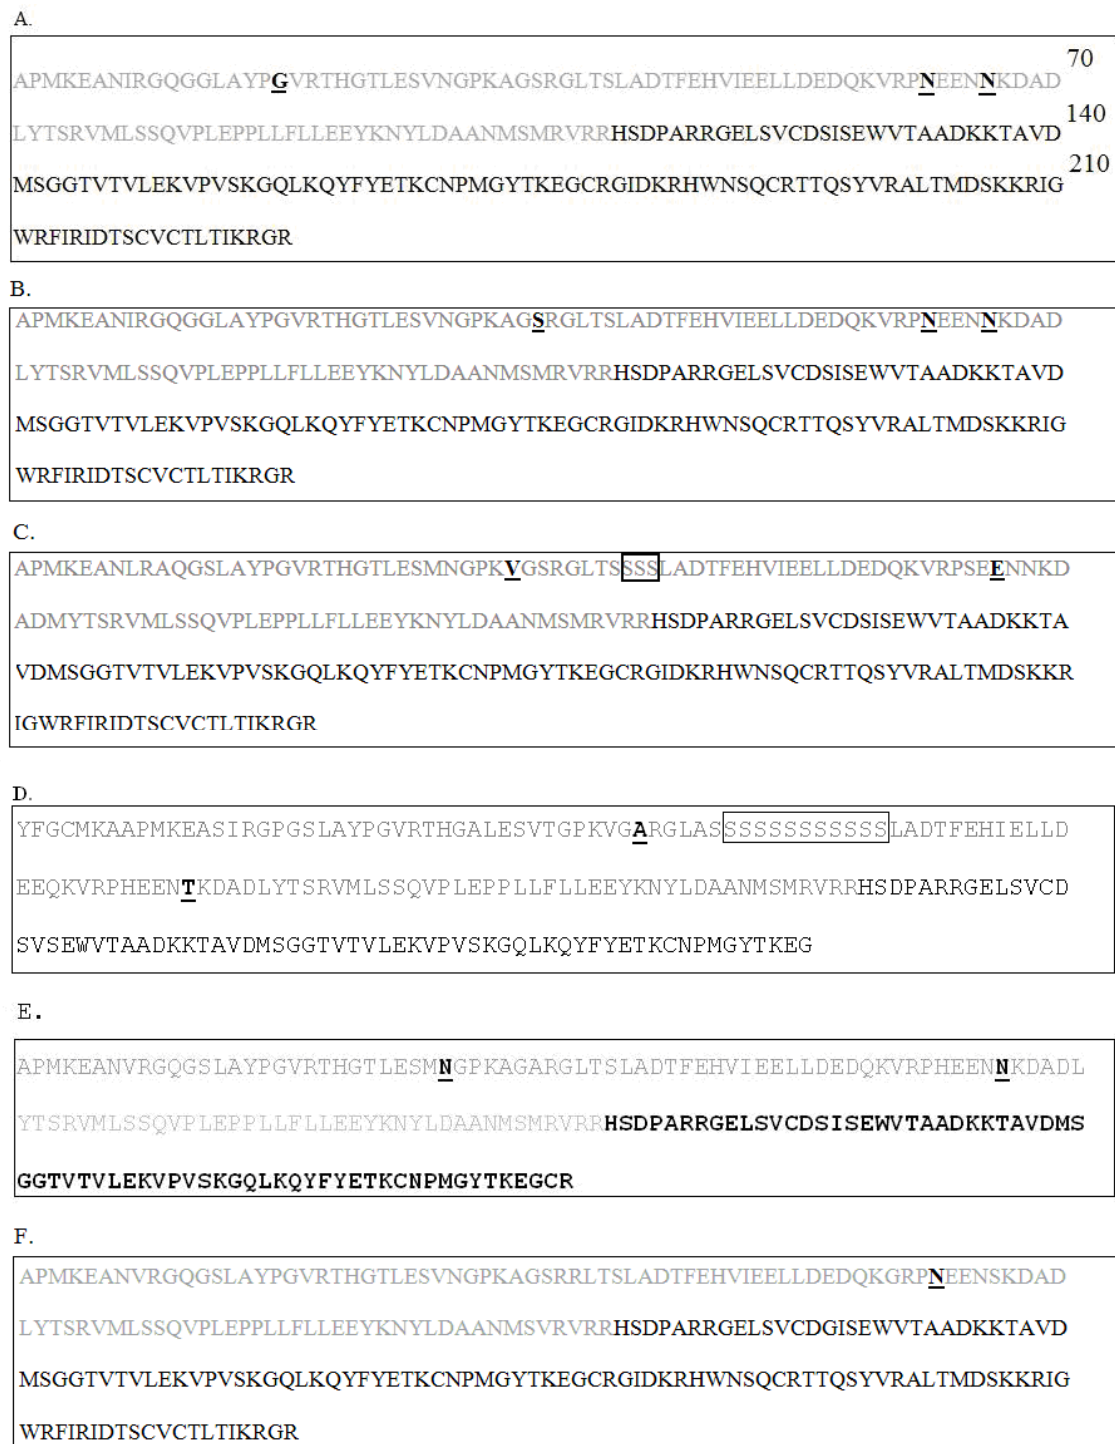 A.
APMKEANIRGQGGLAYPGVRTHGTLESVNGPKAGSRGLTSLADTFEHVIEELLDEDQKVRPNEENNKDAD 70
LYTSRVMLSSQVPLEPPLLFLLEEYKNYLDAANMSMRVRRHSDPARRGELSVCDSISEWVTAADKKTAVD 140
MSGGTVTVLEKVPVSKGQLKQYFYETKCNPMGYTKEGCRGIDKRHWNSQCRTTQSYVRALTMDSKKRIG 210
WRFIRIDTSCVCTLTIKRGR
B.
APMKEANIRGQGGLAYPGVRTHGTLESVNGPKAGSRGLTSLADTFEHVIEELLDEDQKVRPNEENNKDAD
LYTSRVMLSSQVPLEPPLLFLLEEYKNYLDAANMSMRVRRHSDPARRGELSVCDSISEWVTAADKKTAVD
MSGGTVTVLEKVPVSKGQLKQYFYETKCNPMGYTKEGCRGIDKRHWNSQCRTTQSYVRALTMDSKKRIG
WRFIRIDTSCVCTLTIKRGR
C.
APMKEANLRAQGSLAYPGVRTHGTLESMNGPKVGSRGLTSSSSLADTFEHVIEELLDEDQKVRPSEENNKD
ADMYTSRVMLSSQVPLEPPLLFLLEEYKNYLDAANMSMRVRRHSDPARRGELSVCDSISEWVTAADKKTA
VDMSGGTVTVLEKVPVSKGQLKQYFYETKCNPMGYTKEGCRGIDKRHWNSQCRTTQSYVRALTMDSKKR
IGWRFIRIDTSCVCTLTIKRGR
D.
YFGCMKAAPMKEASIRGPGSLAYPGVRTHGALESVTGPKVGARGLASSSSSSSSSSSSLADTFEHIELLD
EEQKVRPHEENTKDADLYTSRVMLSSQVPLEPPLLFLLEEYKNYLDAANMSMRVRRHSDPARRGELSVCD
SVSEWVTAADKKTAVDMSGGTVTVLEKVPVSKGQLKQYFYETKCNPMGYTKEG
E.
APMKEANVRGQGSLAYPGVRTHGTLESMNGPKAGARGLTSLADTFEHVIEELLDEDQKVRPHEENNKDADL
YTSRVMLSSQVPLEPPLLFLLEEYKNYLDAANMSMRVRRHSDPARRGELSVCDSISEWVTAADKKTAVDMS
GGTVTVLEKVPVSKGQLKQYFYETKCNPMGYTKEGCR
F.
APMKEANVRGQGSLAYPGVRTHGTLESVNGPKAGSRRLTSLADTFEHVIEELLDEDQKGRPNEENSKDAD
LYTSRVMLSSQVPLEPPLLFLLEEYKNYLDAANMSVRVRRHSDPARRGELSVCDGISEWVTAADKKTAVD
MSGGTVTVLEKVPVSKGQLKQYFYETKCNPMGYTKEGCRGIDKRHWNSQCRTTQSYVRALTMDSKKRIG
WRFIRIDTSCVCTLTIKRGR